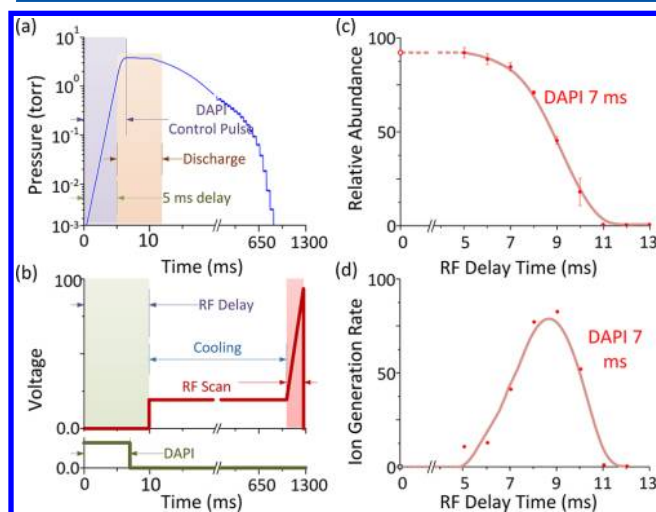 (a)
10¹
10⁰
10⁻¹
10⁻²
10⁻³
Pressure (torr)
DAPI
Control Pulse
Discharge
5 ms delay
0
10
650
1300
Time (ms)
(b)
100
0.0
0.0
Voltage
RF Delay
Cooling
RF Scan
DAPI
0
10
650
1300
Time (ms)
(c)
100
50
0
Relative Abundance
DAPI 7 ms
0
5
7
9
11
13
RF Delay Time (ms)
(d)
100
50
0
Ion Generation Rate
DAPI 7
ms
0
5
7
9
11
13
RF Delay Time (ms)